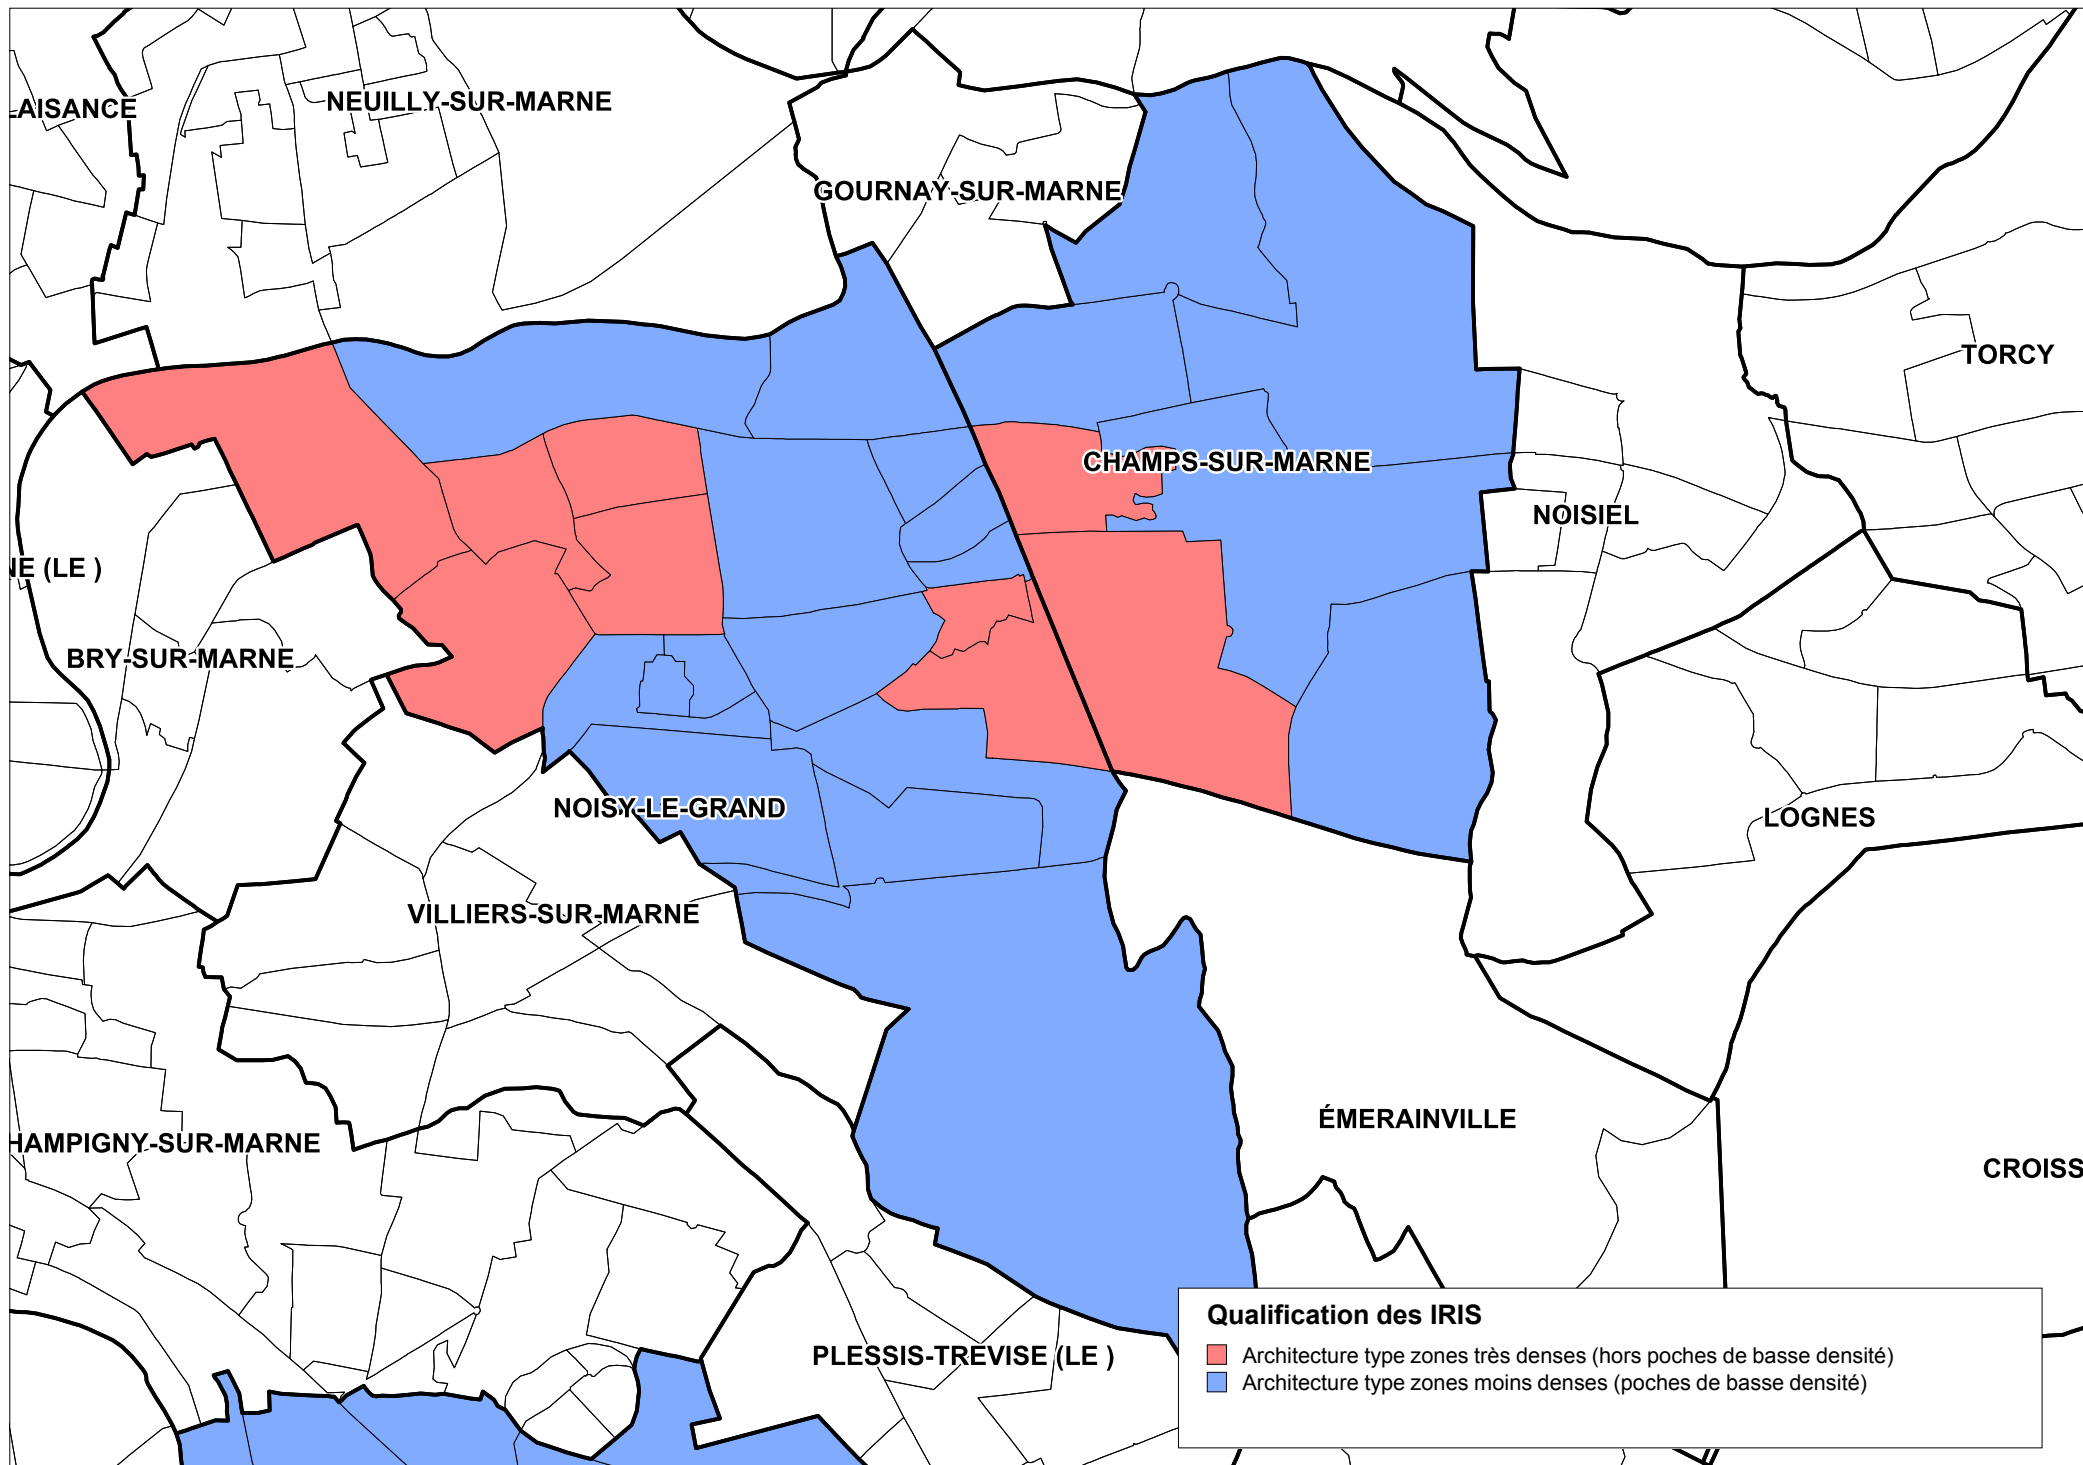 LAISANCE
NEUILLY-SUR-MARNE
GOURNAY-SUR-MARNE
TORCY
CHAMPS-SUR-MARNE
NOISIEL
NE (LE )
BRY-SUR-MARNE
NOISY-LE-GRAND
LOGNES
VILLIERS-SUR-MARNE
ÉMERAINVILLE
HAMPIGNY-SUR-MARNE
CROISS
PLESSIS-TREVISE (LE )
Qualification des IRIS
Architecture type zones très denses (hors poches de basse densité)
Architecture type zones moins denses (poches de basse densité)